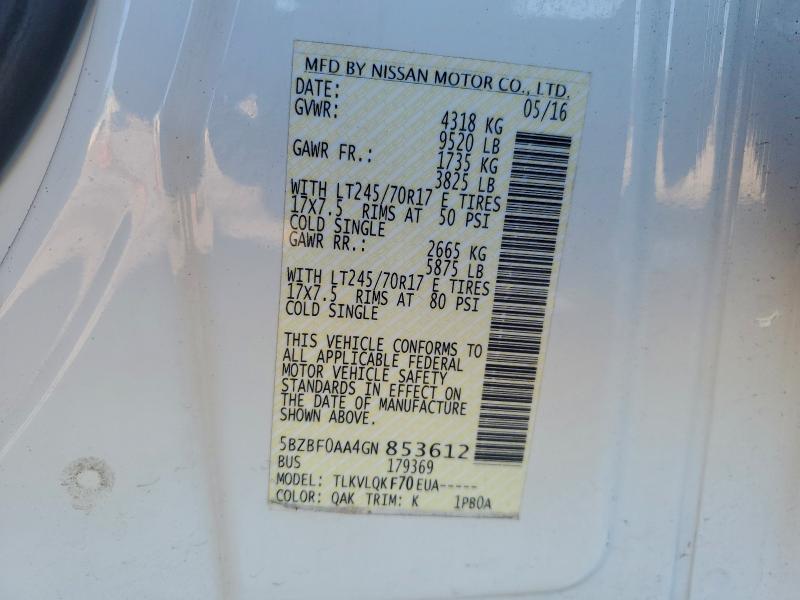 MFD BY NISSAN MOTOR CO., LTD.
DATE: 05/16
GVWR: 4318 KG
9520 LB
GAWR FR.: 1735 KG
3825 LB
WITH LT245/70R17 E TIRES
17X7.5 RIMS AT 50 PSI
COLD SINGLE
GAWR RR.: 2665 KG
5875 LB
WITH LT245/70R17 E TIRES
17X7.5 RIMS AT 80 PSI
COLD SINGLE
THIS VEHICLE CONFORMS TO
ALL APPLICABLE FEDERAL
MOTOR VEHICLE SAFETY
STANDARDS IN EFFECT ON
THE DATE OF MANUFACTURE
SHOWN ABOVE.
5BZBF0AA4GN 853612
BUS 179369
MODEL: TLKVLQK F70 EUA-----
COLOR: QAK TRIM: K 1PB0A